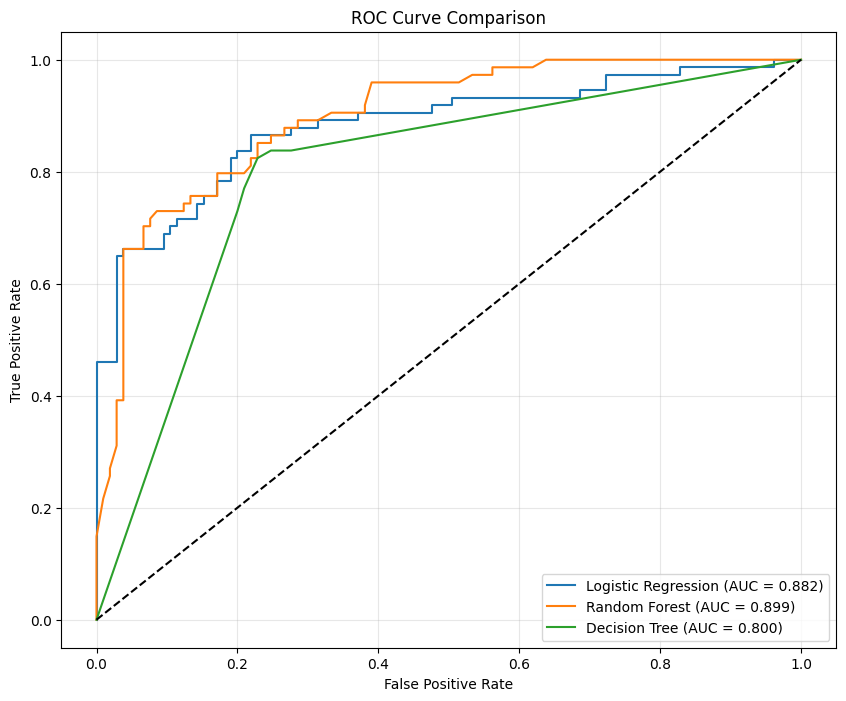 ROC Curve Comparison
True Positive Rate
1.0
0.8
0.6
0.4
0.2
0.0
0.0 0.2 0.4 0.6 0.8 1.0
False Positive Rate
Logistic Regression (AUC = 0.882)
Random Forest (AUC = 0.899)
Decision Tree (AUC = 0.800)